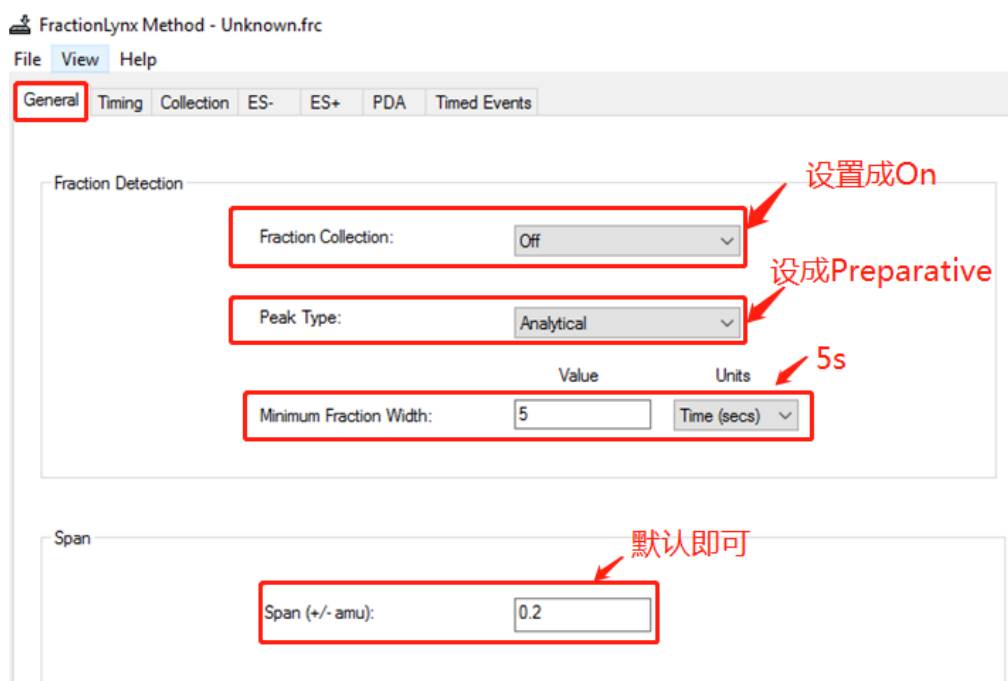 FractionLynx Method - Unknown.frc
File View Help
General Timing Collection ES- ES+ PDA Timed Events
设置成On
Fraction Detection
Fraction Collection: Off
设成Preparative
Peak Type: Analytical
5s
Value Units
Minimum Fraction Width: 5 Time (secs)
Span
默认即可
Span (+/- amu): 0.2